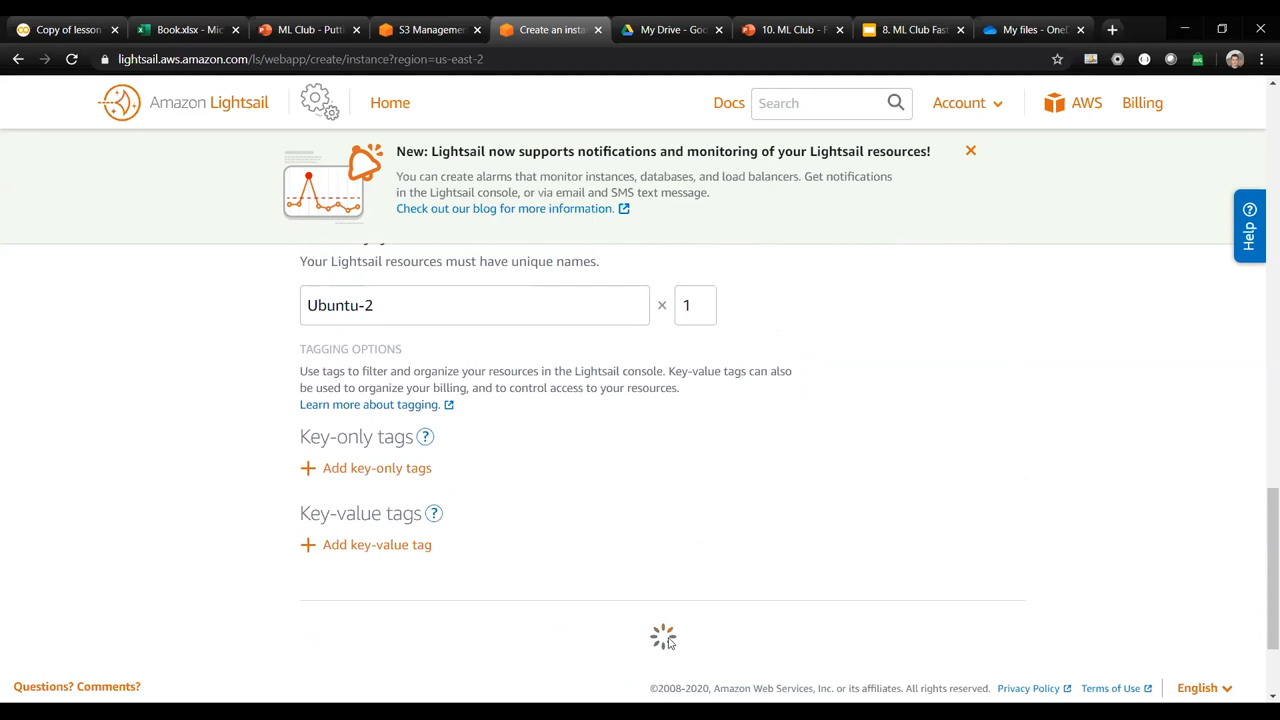 Copy of lesson
Book.xlsx - Mic
ML Club - Putti
S3 Managemen
Create an insta
My Drive - Goo
10. ML Club - F
8. ML Club Fast
My files - OneD
lightsail.aws.amazon.com/ls/webapp/create/instance?region=us-east-2
Amazon Lightsail
Home
Docs
Search
Account
AWS
Billing
New: Lightsail now supports notifications and monitoring of your Lightsail resources!
You can create alarms that monitor instances, databases, and load balancers. Get notifications
in the Lightsail console, or via email and SMS text message.
Check out our blog for more information.
Help
Your Lightsail resources must have unique names.
Ubuntu-2 × 1
TAGGING OPTIONS
Use tags to filter and organize your resources in the Lightsail console. Key-value tags can also
be used to organize your billing, and to control access to your resources.
Learn more about tagging.
Key-only tags ?
+ Add key-only tags
Key-value tags ?
+ Add key-value tag
Questions? Comments?
©2008-2020, Amazon Web Services, Inc. or its affiliates. All rights reserved.
Privacy Policy
Terms of Use
English